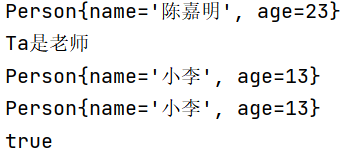 Person{name='陈嘉明', age=23}
Ta是老师
Person{name='小李', age=13}
Person{name='小李', age=13}
true